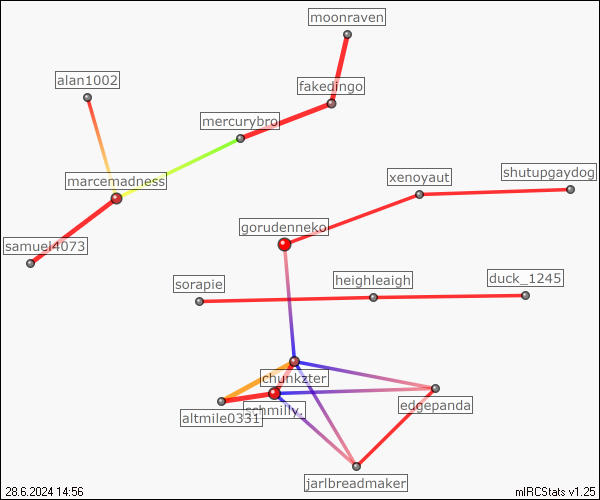 moonraven
alan1002
fakedingo
mercurybro
marcemadness
xenoyaut
shutupgaydog
gorudenneko
samuel4073
sorapie
heighleaigh
duck_1245
chunkzter
schmilly.
altmile0331
edgepanda
jarlbreadmaker
28.6.2024 14:56
mIRCStats v1.25